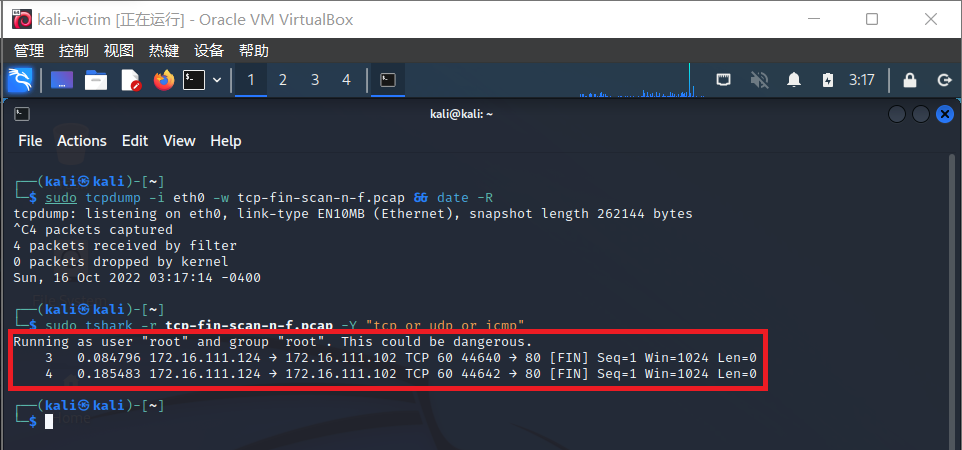 kali-victim [正在运行] - Oracle VM VirtualBox
管理 控制 视图 热键 设备 帮助
1 2 3 4 3:17
kali@kali: ~
File Actions Edit View Help
┌──(kali㉿kali)-[~]
└─$ sudo tcpdump -i eth0 -w tcp-fin-scan-n-f.pcap && date -R
tcpdump: listening on eth0, link-type EN10MB (Ethernet), snapshot length 262144 bytes
^C4 packets captured
4 packets received by filter
0 packets dropped by kernel
Sun, 16 Oct 2022 03:17:14 -0400
┌──(kali㉿kali)-[~]
└─$ sudo tshark -r tcp-fin-scan-n-f.pcap -Y "tcp or udp or icmp"
Running as user "root" and group "root". This could be dangerous.
3 0.084796 172.16.111.124 → 172.16.111.102 TCP 60 44640 → 80 [FIN] Seq=1 Win=1024 Len=0
4 0.185483 172.16.111.124 → 172.16.111.102 TCP 60 44642 → 80 [FIN] Seq=1 Win=1024 Len=0
┌──(kali㉿kali)-[~]
└─$